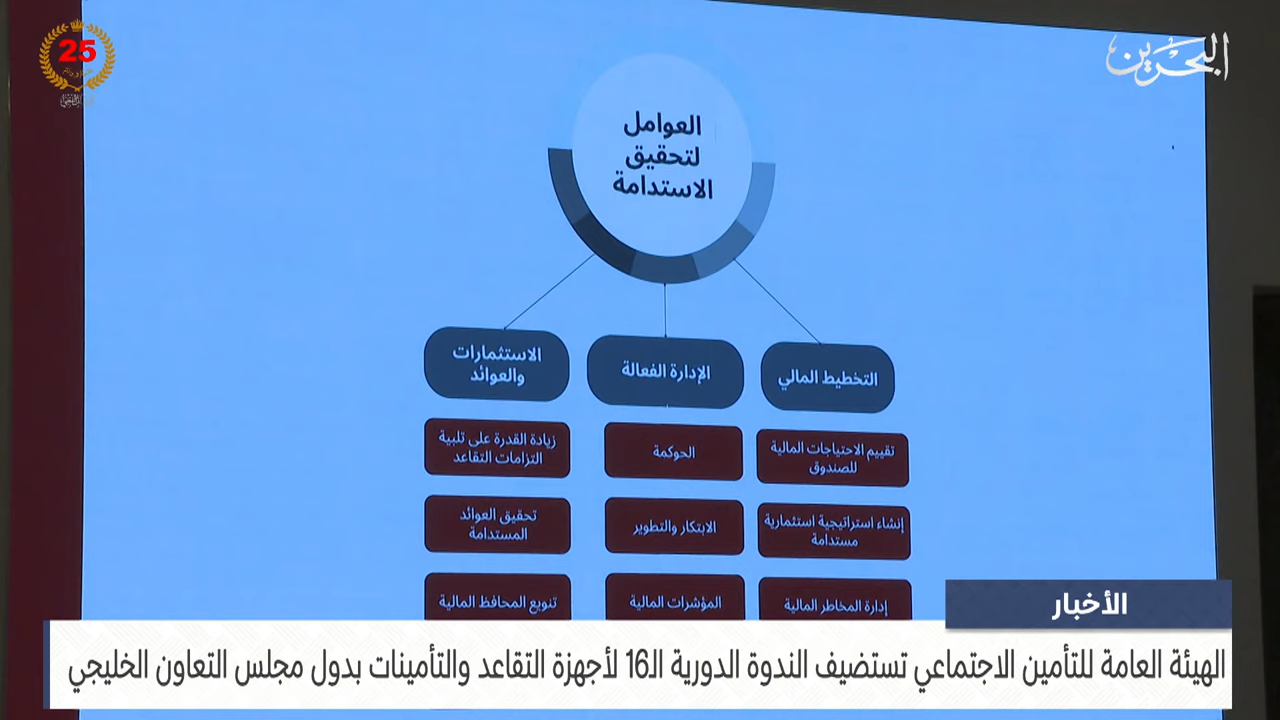 25
البحرين
العوامل
لتحقيق
الاستدامة
التخطيط المالي
الإدارة الفعالة
الاستثمارات
والعوائد
تقييم الاحتياجات المالية
للصندوق
الحوكمة
زيادة القدرة على تلبية
التزامات التقاعد
إنشاء استراتيجية استثمارية
مستدامة
الابتكار والتطوير
تحقيق العوائد
المستدامة
إدارة المخاطر المالية
المؤشرات المالية
تنويع المحافظ المالية
الأخبار
الهيئة العامة للتأمين الاجتماعي تستضيف الندوة الدورية الـ16 لأجهزة التقاعد والتأمينات بدول مجلس التعاون الخليجي